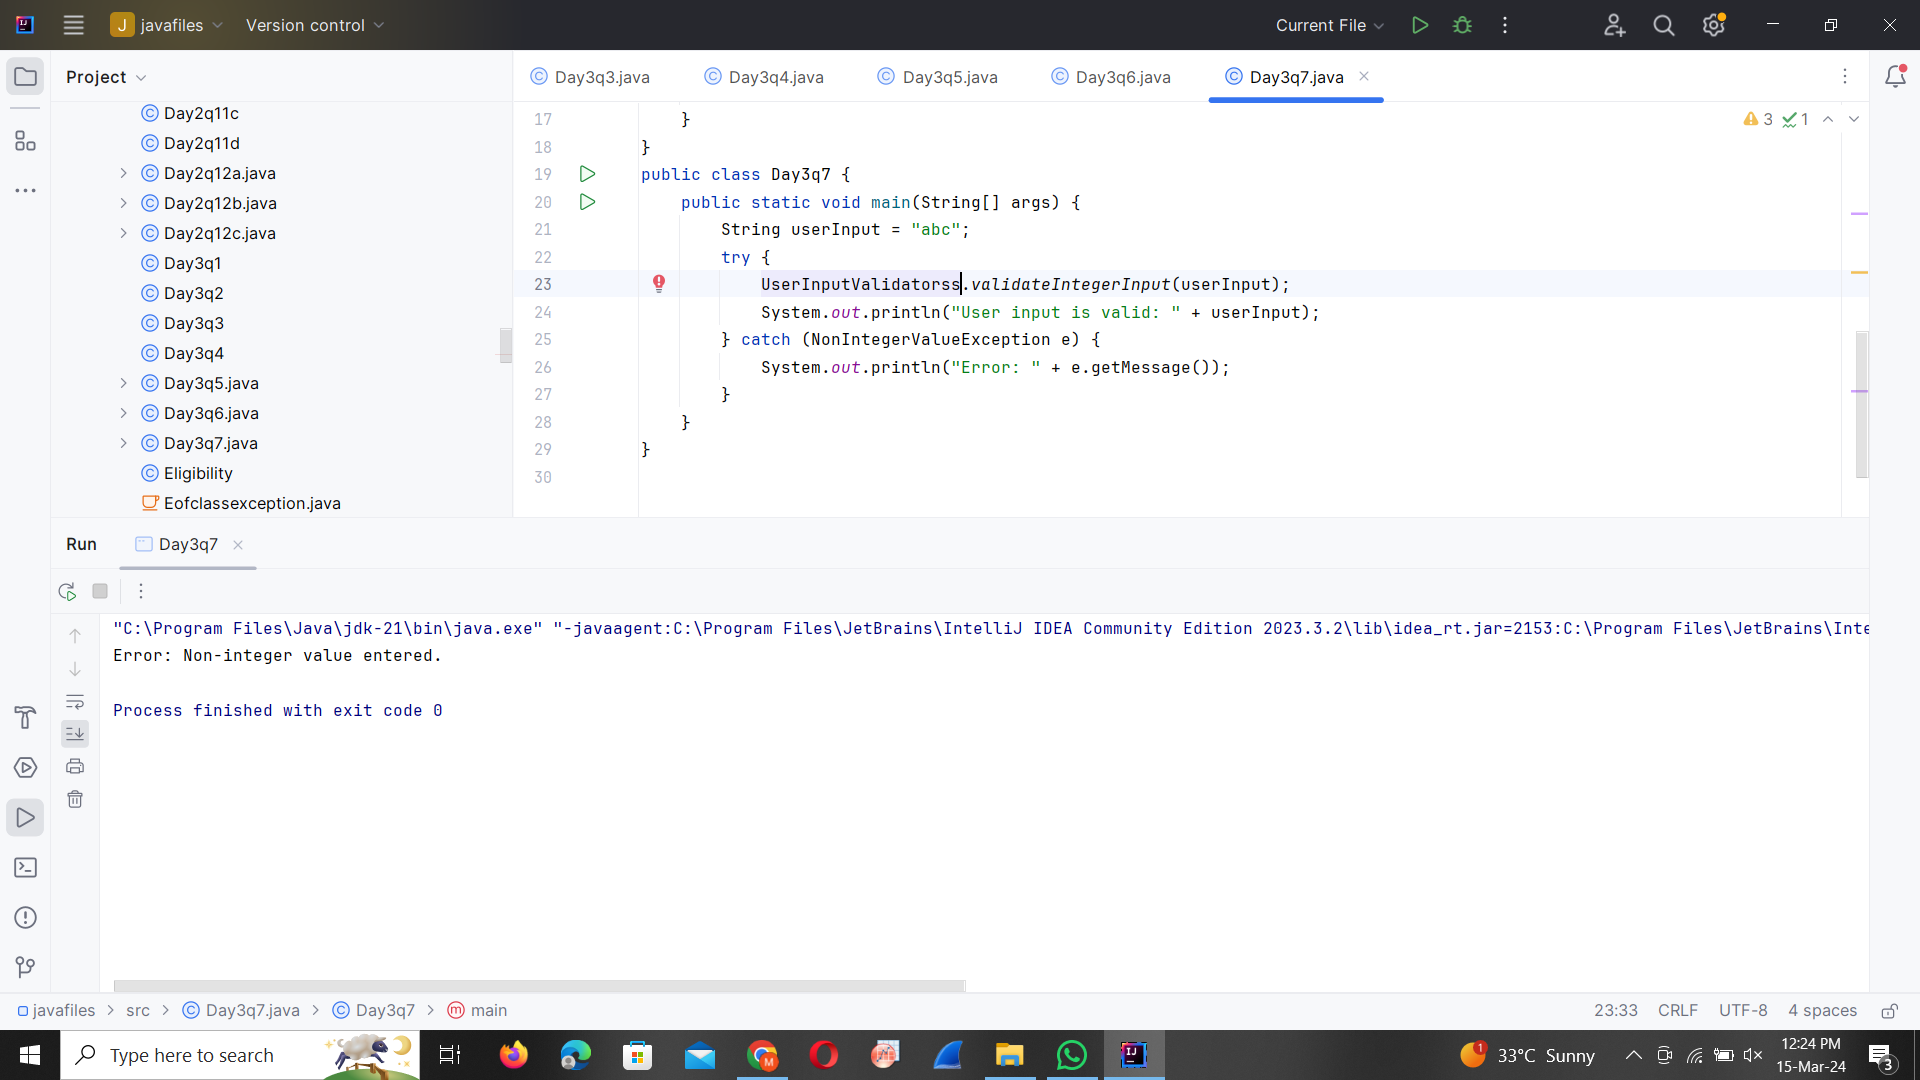 J javafiles Version control Current File
Project
Day3q3.java Day3q4.java Day3q5.java Day3q6.java Day3q7.java
Day2q11c
Day2q11d
Day2q12a.java
Day2q12b.java
Day2q12c.java
Day3q1
Day3q2
Day3q3
Day3q4
Day3q5.java
Day3q6.java
Day3q7.java
Eligibility
Eofclassexception.java
3 1
17 }
18 }
19 public class Day3q7 {
20 public static void main(String[] args) {
21 String userInput = "abc";
22 try {
23 UserInputValidatorss.validateIntegerInput(userInput);
24 System.out.println("User input is valid: " + userInput);
25 } catch (NonIntegerValueException e) {
26 System.out.println("Error: " + e.getMessage());
27 }
28 }
29 }
30
Run Day3q7
"C:\Program Files\Java\jdk-21\bin\java.exe" "-javaagent:C:\Program Files\JetBrains\IntelliJ IDEA Community Edition 2023.3.2\lib\idea_rt.jar=2153:C:\Program Files\JetBrains\Inte
Error: Non-integer value entered.
Process finished with exit code 0
javafiles > src > Day3q7.java > Day3q7 > m main 23:33 CRLF UTF-8 4 spaces
Type here to search
M
IJ
1
33°C Sunny
12:24 PM
15-Mar-24
3